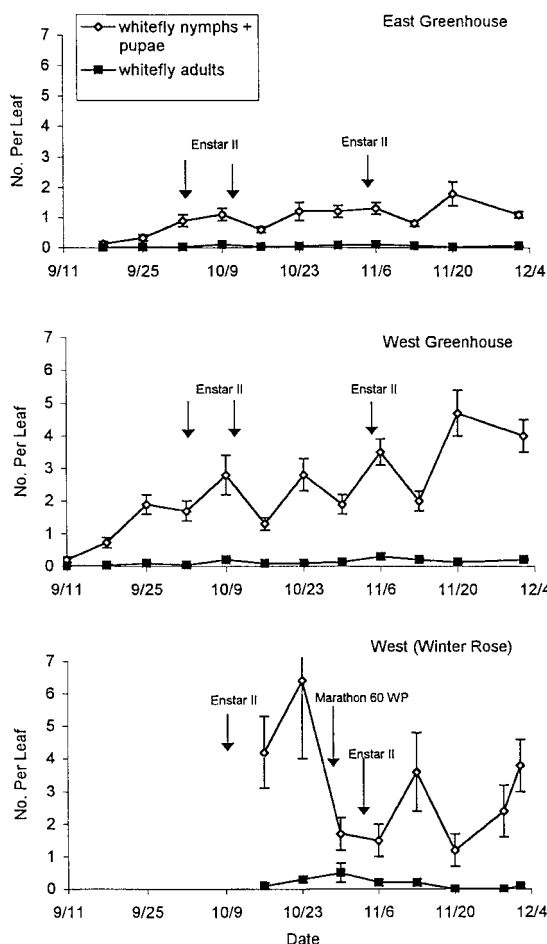 East Greenhouse
whitefly nymphs +
pupae
whitefly adults
No. Per Leaf
7
6
5
4
3
2
1
0
Enstar II
Enstar II
9/11 9/25 10/9 10/23 11/6 11/20 12/4
West Greenhouse
No. Per Leaf
7
6
5
4
3
2
1
0
Enstar II
Enstar II
9/11 9/25 10/9 10/23 11/6 11/20 12/4
West (Winter Rose)
No. Per Leaf
7
6
5
4
3
2
1
0
Enstar II
Marathon 60 WP
Enstar II
9/11 9/25 10/9 10/23 11/6 11/20 12/4
Date